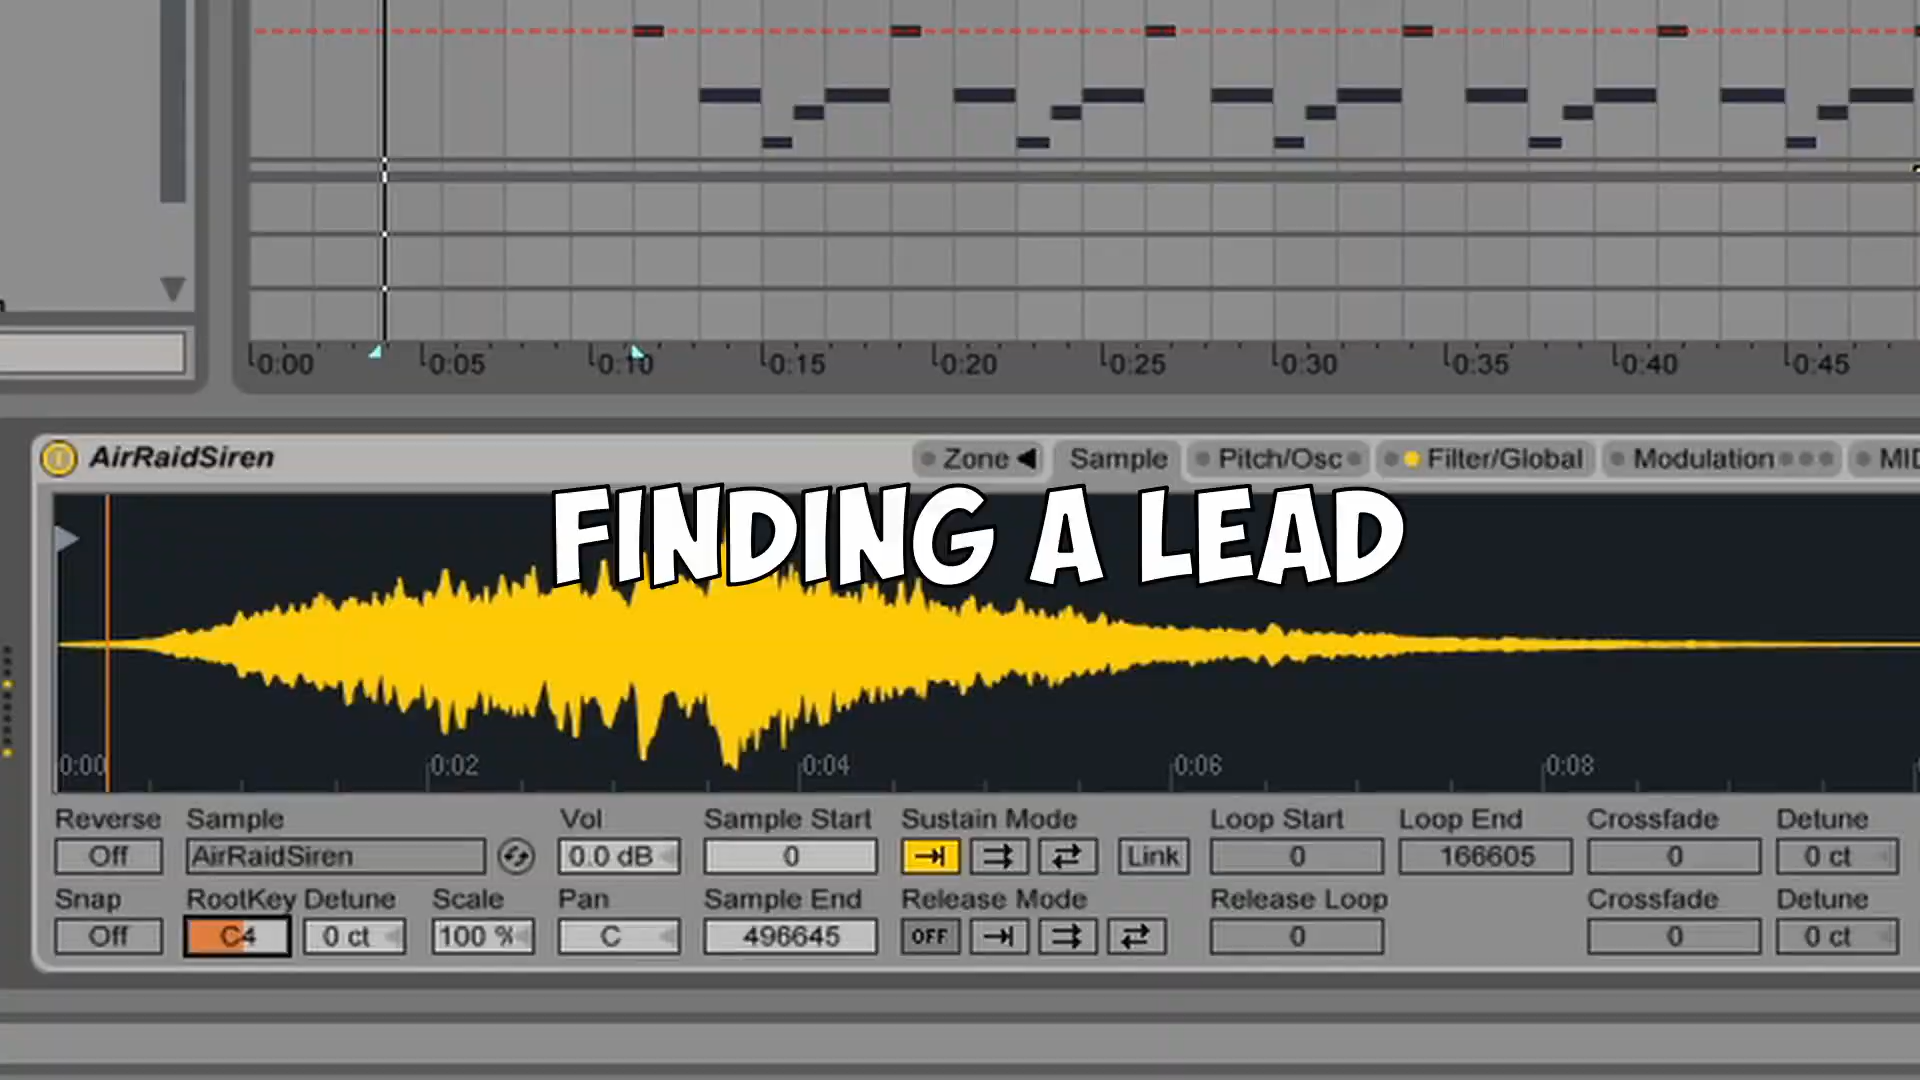 0:00 0:05 0:10 0:15 0:20 0:25 0:30 0:35 0:40 0:45
AirRaidSiren Zone Sample Pitch/Osc Filter/Global Modulation MID
FINDING A LEAD
0:00 0:02 0:04 0:06 0:08
Reverse Sample Vol Sample Start Sustain Mode Loop Start Loop End Crossfade Detune
Off AirRaidSiren 0.0 dB 0 Link 0 166605 0 0 ct
Snap RootKey Detune Scale Pan Sample End Release Mode Release Loop Crossfade Detune
Off C4 0 ct 100 % C 496645 OFF 0 0 0 ct